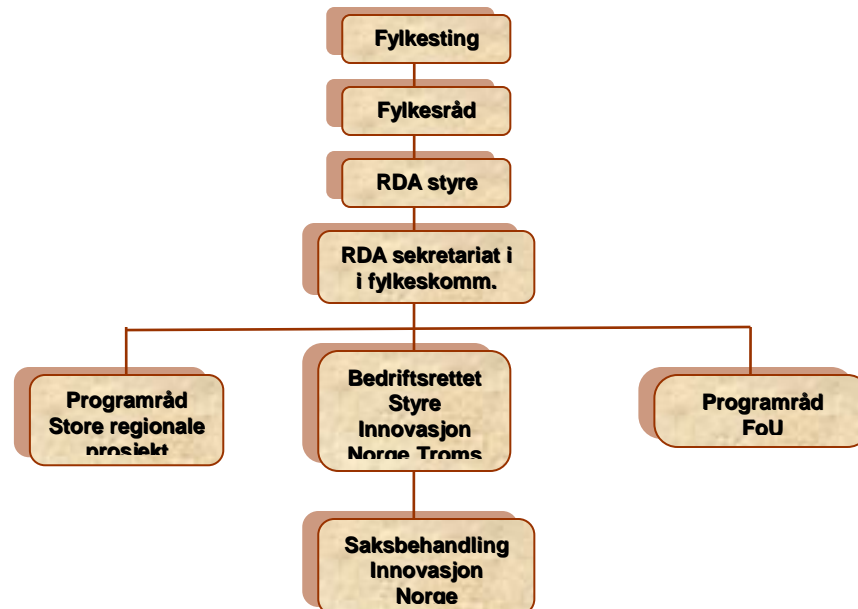 Fylkesting
Fylkesråd
RDA styre
RDA sekretariat i
i fylkeskomm.
Programråd
Store regionale
prosjekt
Bedriftsrettet
Styre
Innovasjon
Norge Troms
Programråd
FoU
Saksbehandling
Innovasjon
Norge